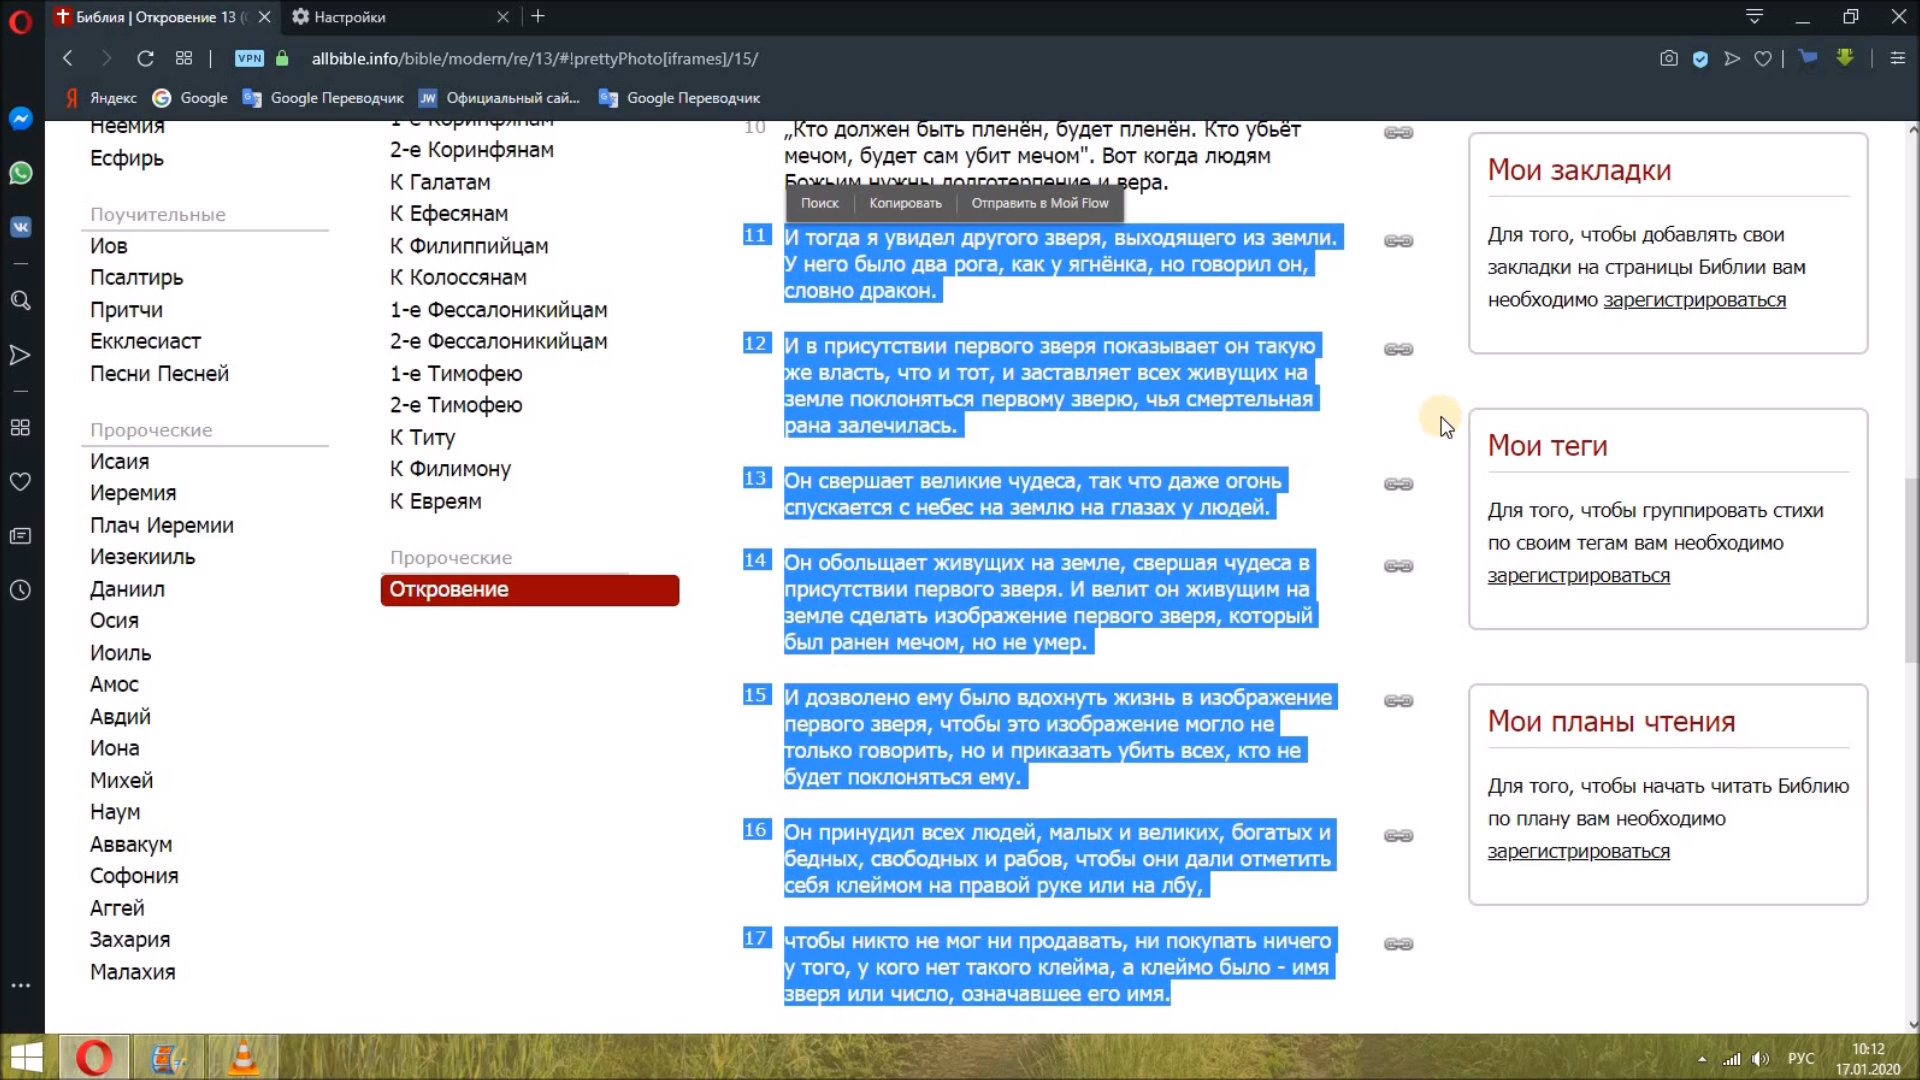 Библия | Откровение 13 (
Настройки
VPN
allbible.info/bible/modern/re/13/#!prettyPhoto[iframes]/15/
Яндекс
Google
Google Переводчик
JW
Официальный сай...
Google Переводчик
Неемия
Есфирь
Поучительные
Иов
Псалтирь
Притчи
Екклесиаст
Песни Песней
Пророческие
Исаия
Иеремия
Плач Иеремии
Иезекииль
Даниил
Осия
Иоиль
Амос
Авдий
Иона
Михей
Наум
Аввакум
Софония
Аггей
Захария
Малахия
1-е Коринфянам
2-е Коринфянам
К Галатам
К Ефесянам
К Филиппийцам
К Колоссянам
1-е Фессалоникийцам
2-е Фессалоникийцам
1-е Тимофею
2-е Тимофею
К Титу
К Филимону
К Евреям
Пророческие
Откровение
10 „Кто должен быть пленён, будет пленён. Кто убьёт
мечом, будет сам убит мечом". Вот когда людям
Божьим нужны долготерпение и вера.
Поиск
Копировать
Отправить в Мой Flow
11 И тогда я увидел другого зверя, выходящего из земли.
У него было два рога, как у ягнёнка, но говорил он,
словно дракон.
12 И в присутствии первого зверя показывает он такую
же власть, что и тот, и заставляет всех живущих на
земле поклоняться первому зверю, чья смертельная
рана залечилась.
13 Он свершает великие чудеса, так что даже огонь
спускается с небес на землю на глазах у людей.
14 Он обольщает живущих на земле, свершая чудеса в
присутствии первого зверя. И велит он живущим на
земле сделать изображение первого зверя, который
был ранен мечом, но не умер.
15 И дозволено ему было вдохнуть жизнь в изображение
первого зверя, чтобы это изображение могло не
только говорить, но и приказать убить всех, кто не
будет поклоняться ему.
16 Он принудил всех людей, малых и великих, богатых и
бедных, свободных и рабов, чтобы они дали отметить
себя клеймом на правой руке или на лбу,
17 чтобы никто не мог ни продавать, ни покупать ничего
у того, у кого нет такого клейма, а клеймо было - имя
зверя или число, означавшее его имя.
Мои закладки
Для того, чтобы добавлять свои
закладки на страницы Библии вам
необходимо зарегистрироваться
Мои теги
Для того, чтобы группировать стихи
по своим тегам вам необходимо
зарегистрироваться
Мои планы чтения
Для того, чтобы начать читать Библию
по плану вам необходимо
зарегистрироваться
РУС
10:12
17.01.2020